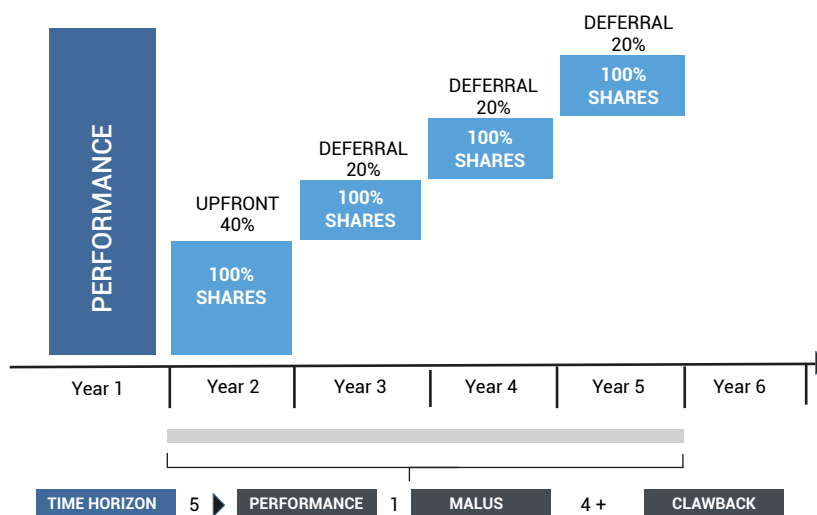 DEFERRAL
20%
100%
SHARES
DEFERRAL
20%
100%
SHARES
DEFERRAL
20%
100%
SHARES
UPFRONT
40%
100%
SHARES
PERFORMANCE
Year 1
Year 2
Year 3
Year 4
Year 5
Year 6
TIME HORIZON 5 PERFORMANCE 1 MALUS 4 + CLAWBACK